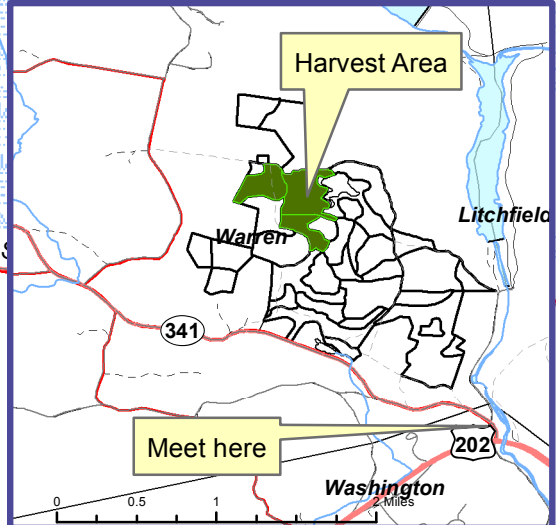 Harvest Area
Litchfield
Warren
S
341
Meet here
202
Washington
0 0.5 1 2 Miles